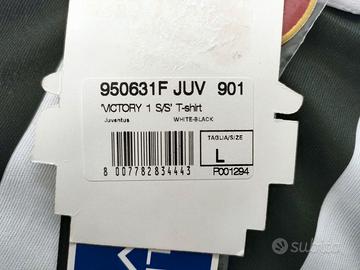 950631F JUV 901
'VICTORY 1 S/S' T-shirt
Juventus WHITE-BLACK
TAGLIA/SIZE
L
8 007782 834443
P001294
subito